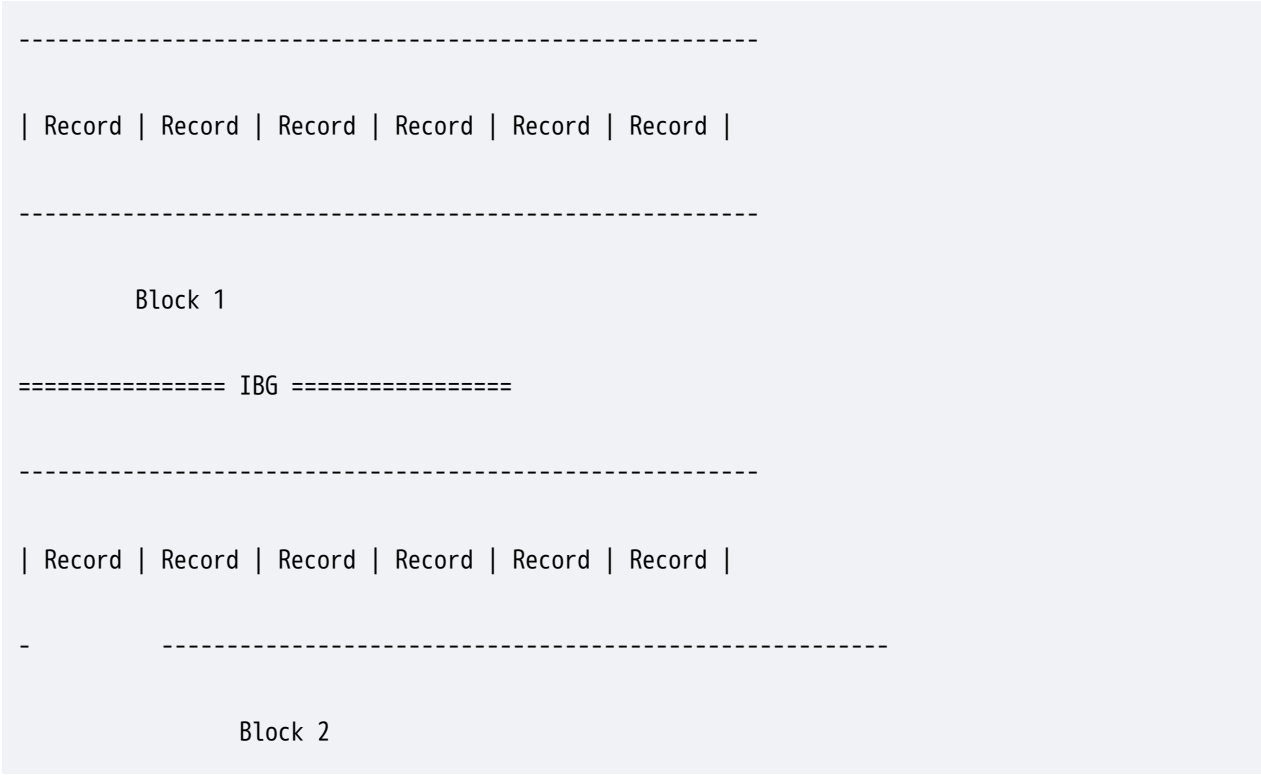 ---------------------------------------------------------
| Record | Record | Record | Record | Record | Record |
---------------------------------------------------------
         Block 1
================ IBG =================
---------------------------------------------------------
| Record | Record | Record | Record | Record | Record |
-          --------------------------------------------------------
                 Block 2